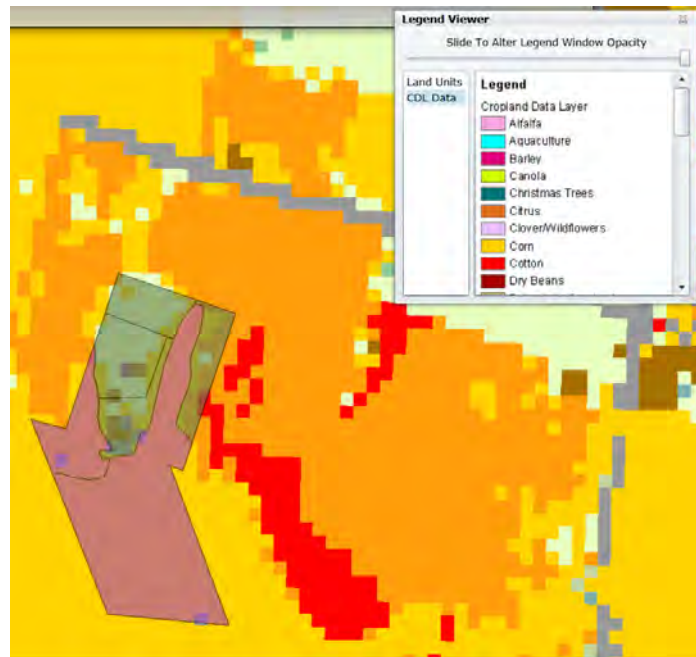 Legend Viewer
Slide To Alter Legend Window Opacity
Land Units
CDL Data
Legend
Cropland Data Layer
Alfalfa
Aquaculture
Barley
Canola
Christmas Trees
Citrus
Clover/Wildflowers
Corn
Cotton
Dry Beans